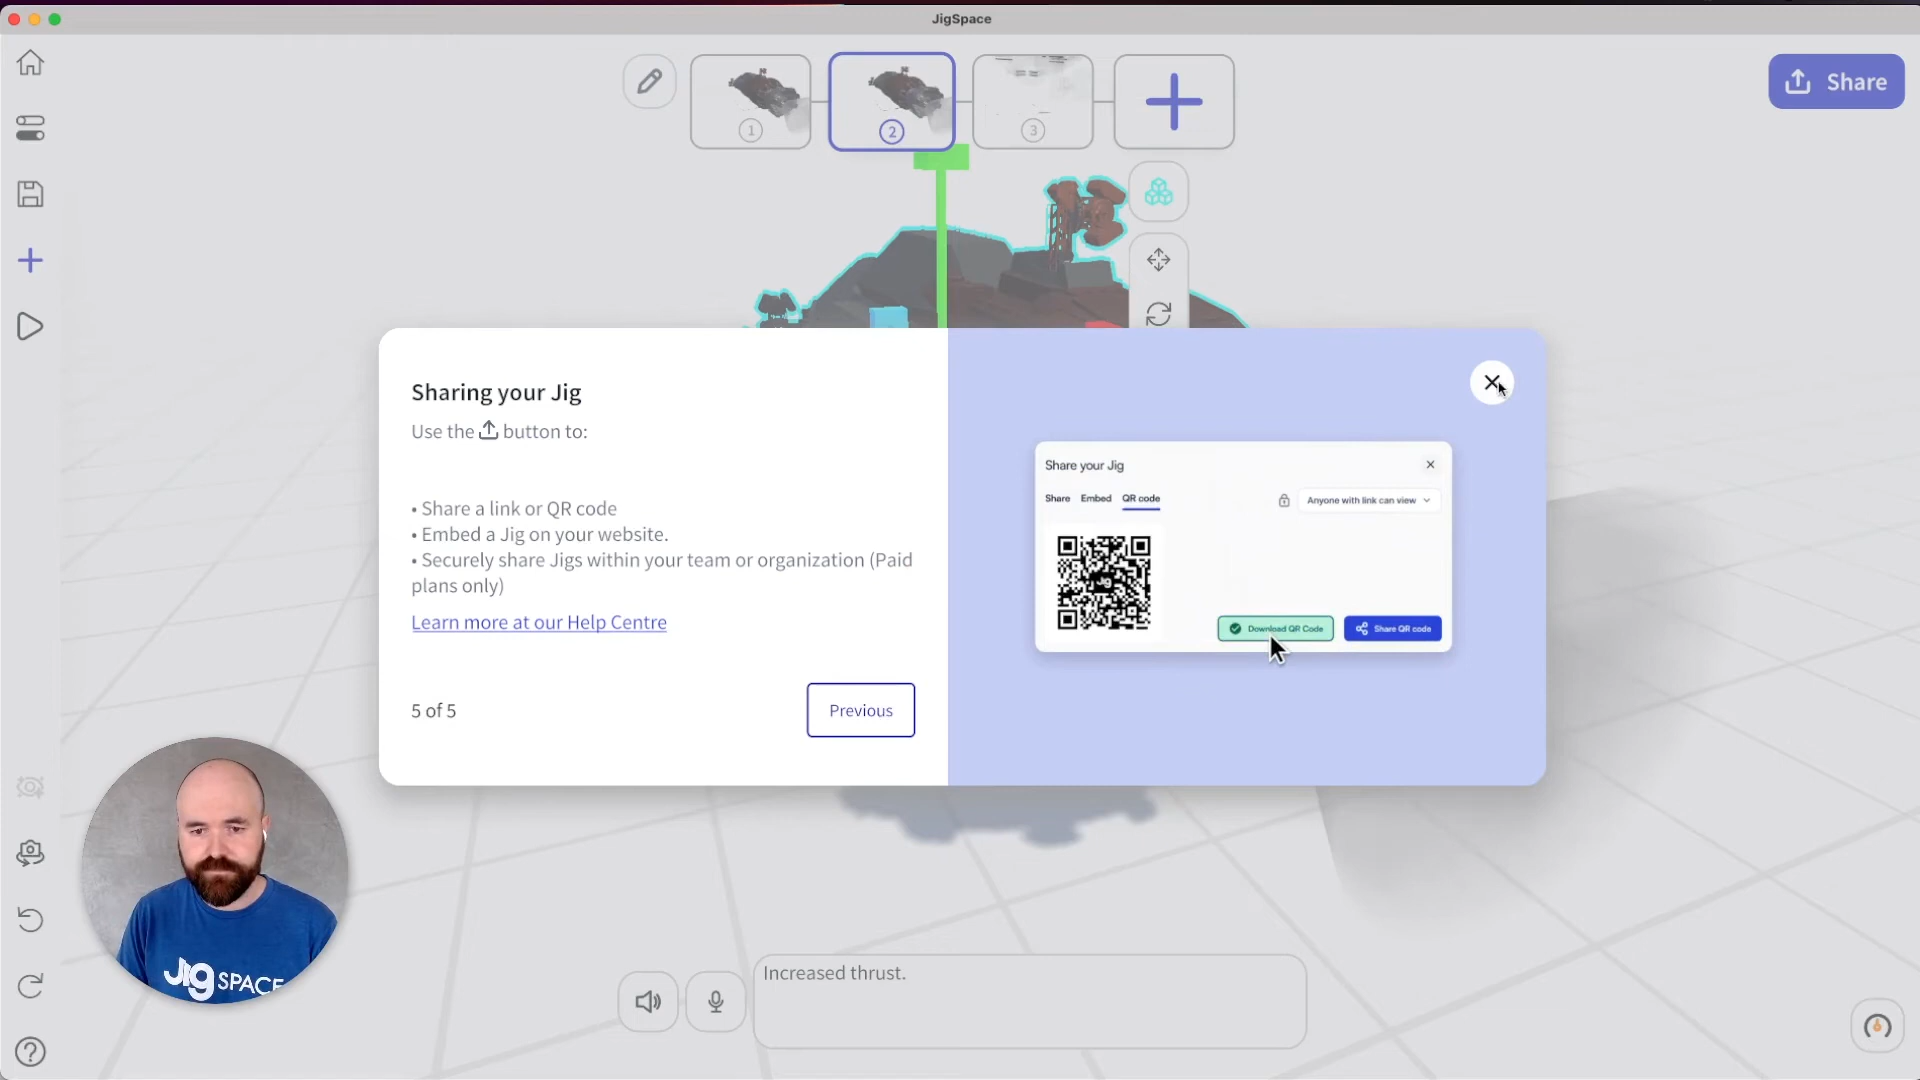 JigSpace
1
2
3
Share
Sharing your Jig
Use the button to:
• Share a link or QR code
• Embed a Jig on your website.
• Securely share Jigs within your team or organization (Paid
plans only)
Learn more at our Help Centre
5 of 5
Previous
Share your Jig
Share Embed QR code
Anyone with link can view
Download QR Code
Share QR code
Increased thrust.
Jig SPACE